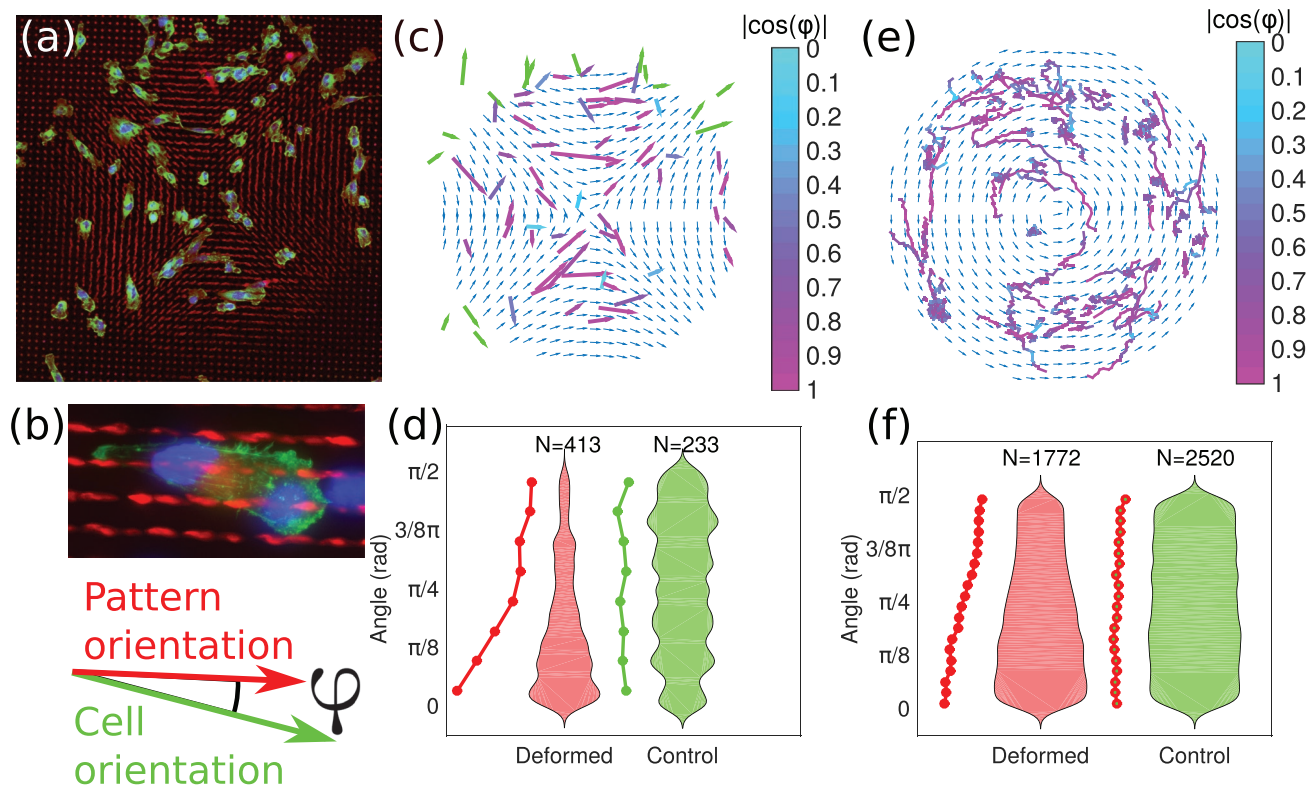 (a)
(c)
|cos(φ)|
0
0.1
0.2
0.3
0.4
0.5
0.6
0.7
0.8
0.9
1
(e)
|cos(φ)|
0
0.1
0.2
0.3
0.4
0.5
0.6
0.7
0.8
0.9
1
(b)
Pattern
orientation
φ
Cell
orientation
(d)
N=413
N=233
π/2
3/8π
π/4
π/8
0
Angle (rad)
Deformed
Control
(f)
N=1772
N=2520
π/2
3/8π
π/4
π/8
0
Angle (rad)
Deformed
Control